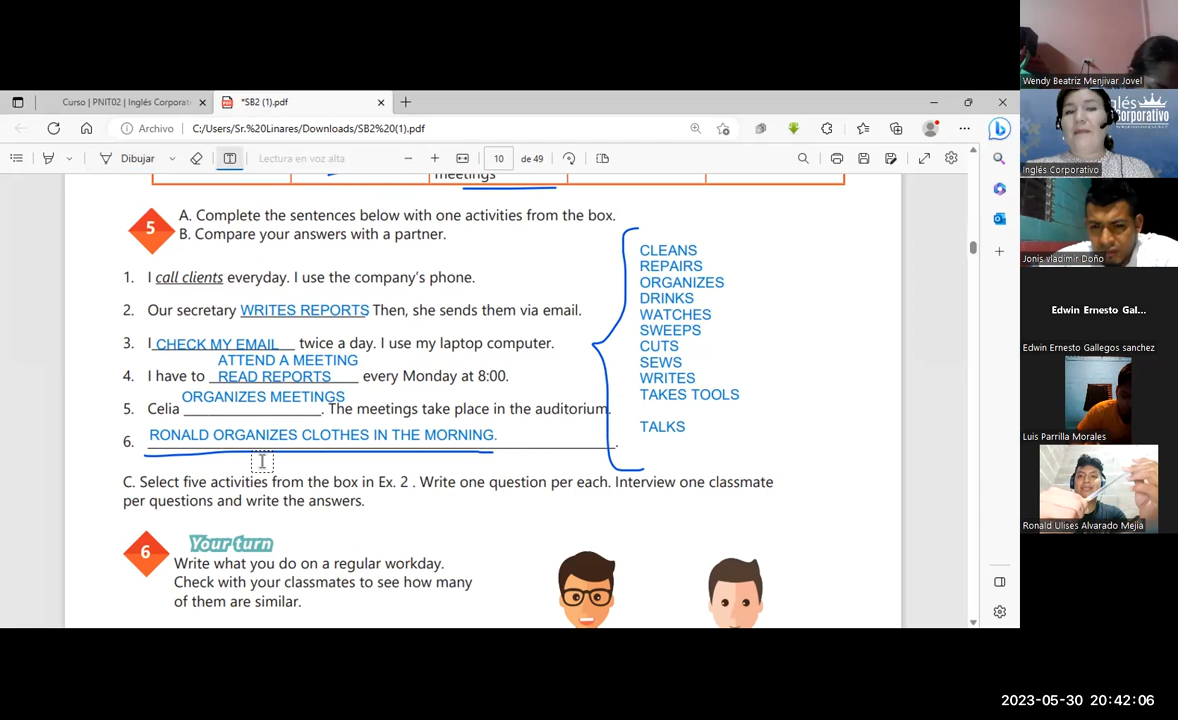 Wendy Beatriz Menjivar Jovel
Curso | PNIT02 | Inglés Corporat
*SB2 (1).pdf
Archivo
C:/Users/Sr.%20Linares/Downloads/SB2%20(1).pdf
Inglés Corporativo
Dibujar
Lectura en voz alta
10
de 49
meetings
5
A. Complete the sentences below with one activities from the box.
B. Compare your answers with a partner.
1. I call clients everyday. I use the company's phone.
2. Our secretary WRITES REPORTS Then, she sends them via email.
3. I CHECK MY EMAIL twice a day. I use my laptop computer.
ATTEND A MEETING
4. I have to READ REPORTS every Monday at 8:00.
ORGANIZES MEETINGS
5. Celia ____________. The meetings take place in the auditorium.
6. RONALD ORGANIZES CLOTHES IN THE MORNING.
CLEANS
REPAIRS
ORGANIZES
DRINKS
WATCHES
SWEEPS
CUTS
SEWS
WRITES
TAKES TOOLS
TALKS
C. Select five activities from the box in Ex. 2 . Write one question per each. Interview one classmate
per questions and write the answers.
6
Your turn
Write what you do on a regular workday.
Check with your classmates to see how many
of them are similar.
glés
Corporativo
Jonis vladimir Doño
Edwin Ernesto Gal...
Edwin Ernesto Gallegos sanchez
Luis Parrilla Morales
Ronald Ulises Alvarado Mejía
2023-05-30 20:42:06